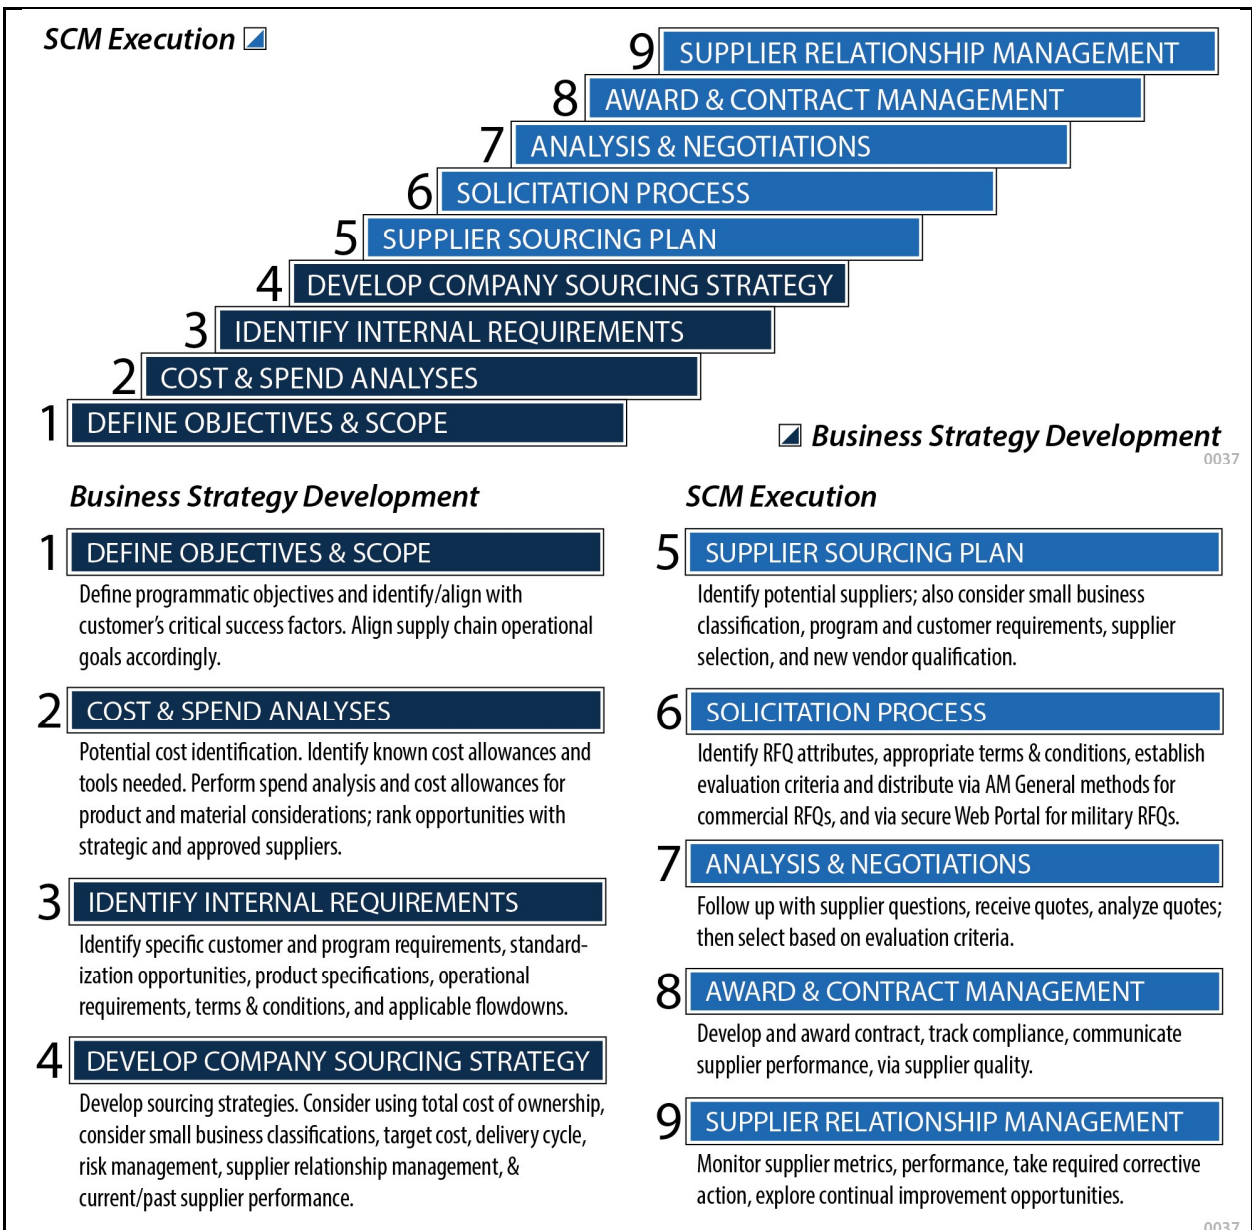 SCM Execution
9 SUPPLIER RELATIONSHIP MANAGEMENT
8 AWARD & CONTRACT MANAGEMENT
7 ANALYSIS & NEGOTIATIONS
6 SOLICITATION PROCESS
5 SUPPLIER SOURCING PLAN
4 DEVELOP COMPANY SOURCING STRATEGY
3 IDENTIFY INTERNAL REQUIREMENTS
2 COST & SPEND ANALYSES
1 DEFINE OBJECTIVES & SCOPE
Business Strategy Development
0037
Business Strategy Development
1 DEFINE OBJECTIVES & SCOPE
Define programmatic objectives and identify/align with
customer's critical success factors. Align supply chain operational
goals accordingly.
2 COST & SPEND ANALYSES
Potential cost identification. Identify known cost allowances and
tools needed. Perform spend analysis and cost allowances for
product and material considerations; rank opportunities with
strategic and approved suppliers.
3 IDENTIFY INTERNAL REQUIREMENTS
Identify specific customer and program requirements, standard-
ization opportunities, product specifications, operational
requirements, terms & conditions, and applicable flowdowns.
4 DEVELOP COMPANY SOURCING STRATEGY
Develop sourcing strategies. Consider using total cost of ownership,
consider small business classifications, target cost, delivery cycle,
risk management, supplier relationship management, &
current/past supplier performance.
SCM Execution
5 SUPPLIER SOURCING PLAN
Identify potential suppliers; also consider small business
classification, program and customer requirements, supplier
selection, and new vendor qualification.
6 SOLICITATION PROCESS
Identify RFQ attributes, appropriate terms & conditions, establish
evaluation criteria and distribute via AM General methods for
commercial RFQs, and via secure Web Portal for military RFQs.
7 ANALYSIS & NEGOTIATIONS
Follow up with supplier questions, receive quotes, analyze quotes;
then select based on evaluation criteria.
8 AWARD & CONTRACT MANAGEMENT
Develop and award contract, track compliance, communicate
supplier performance, via supplier quality.
9 SUPPLIER RELATIONSHIP MANAGEMENT
Monitor supplier metrics, performance, take required corrective
action, explore continual improvement opportunities.
0037